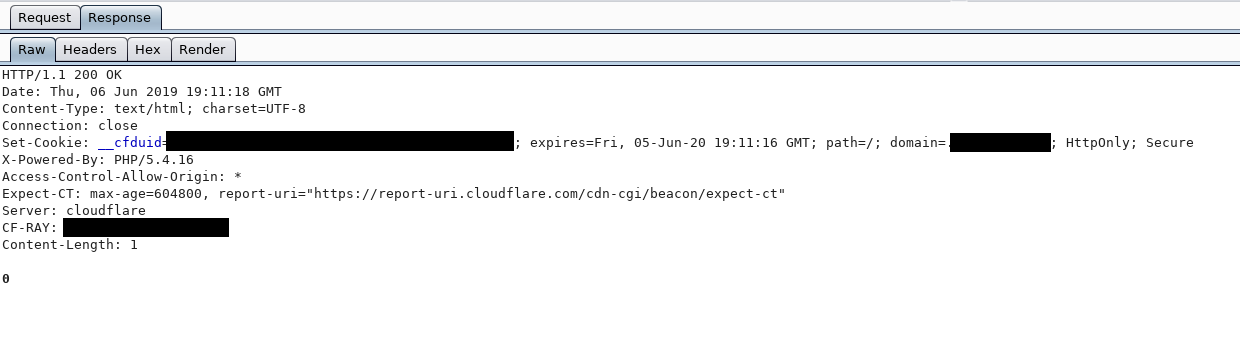 Request Response
Raw Headers Hex Render
HTTP/1.1 200 OK
Date: Thu, 06 Jun 2019 19:11:18 GMT
Content-Type: text/html; charset=UTF-8
Connection: close
Set-Cookie: __cfduid= ; expires=Fri, 05-Jun-20 19:11:16 GMT; path=/; domain=. ; HttpOnly; Secure
X-Powered-By: PHP/5.4.16
Access-Control-Allow-Origin: *
Expect-CT: max-age=604800, report-uri="https://report-uri.cloudflare.com/cdn-cgi/beacon/expect-ct"
Server: cloudflare
CF-RAY:
Content-Length: 1
0